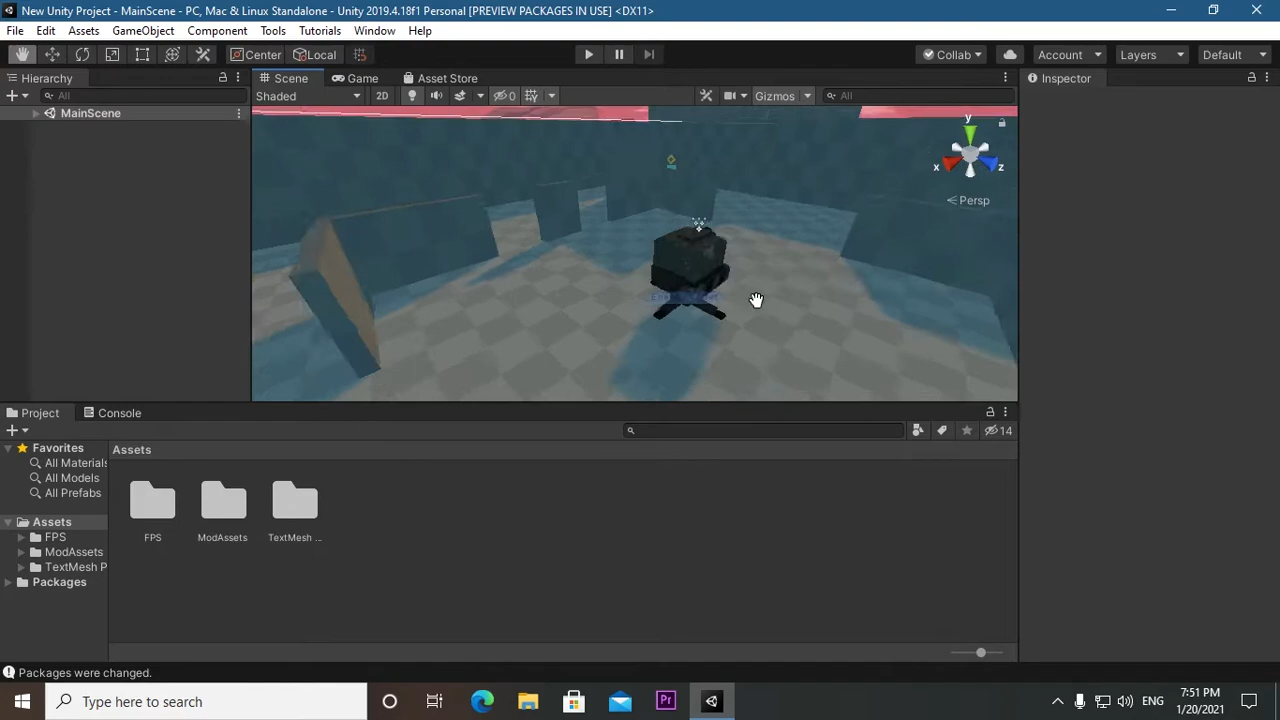 New Unity Project - MainScene - PC, Mac & Linux Standalone - Unity 2019.4.18f1 Personal [PREVIEW PACKAGES IN USE] <DX11>
File Edit Assets GameObject Component Tools Tutorials Window Help
Center Local Collab Account Layers Default
Hierarchy Scene Game Asset Store Inspector
All Shaded 2D 0 Gizmos All
MainScene
y
x z
Persp
Project Console
14
Favorites Assets
All Materials
All Models
All Prefabs
Assets
FPS
ModAssets
TextMesh P
Packages
FPS ModAssets TextMesh ...
Packages were changed.
Type here to search
Pr
ENG
7:51 PM
1/20/2021